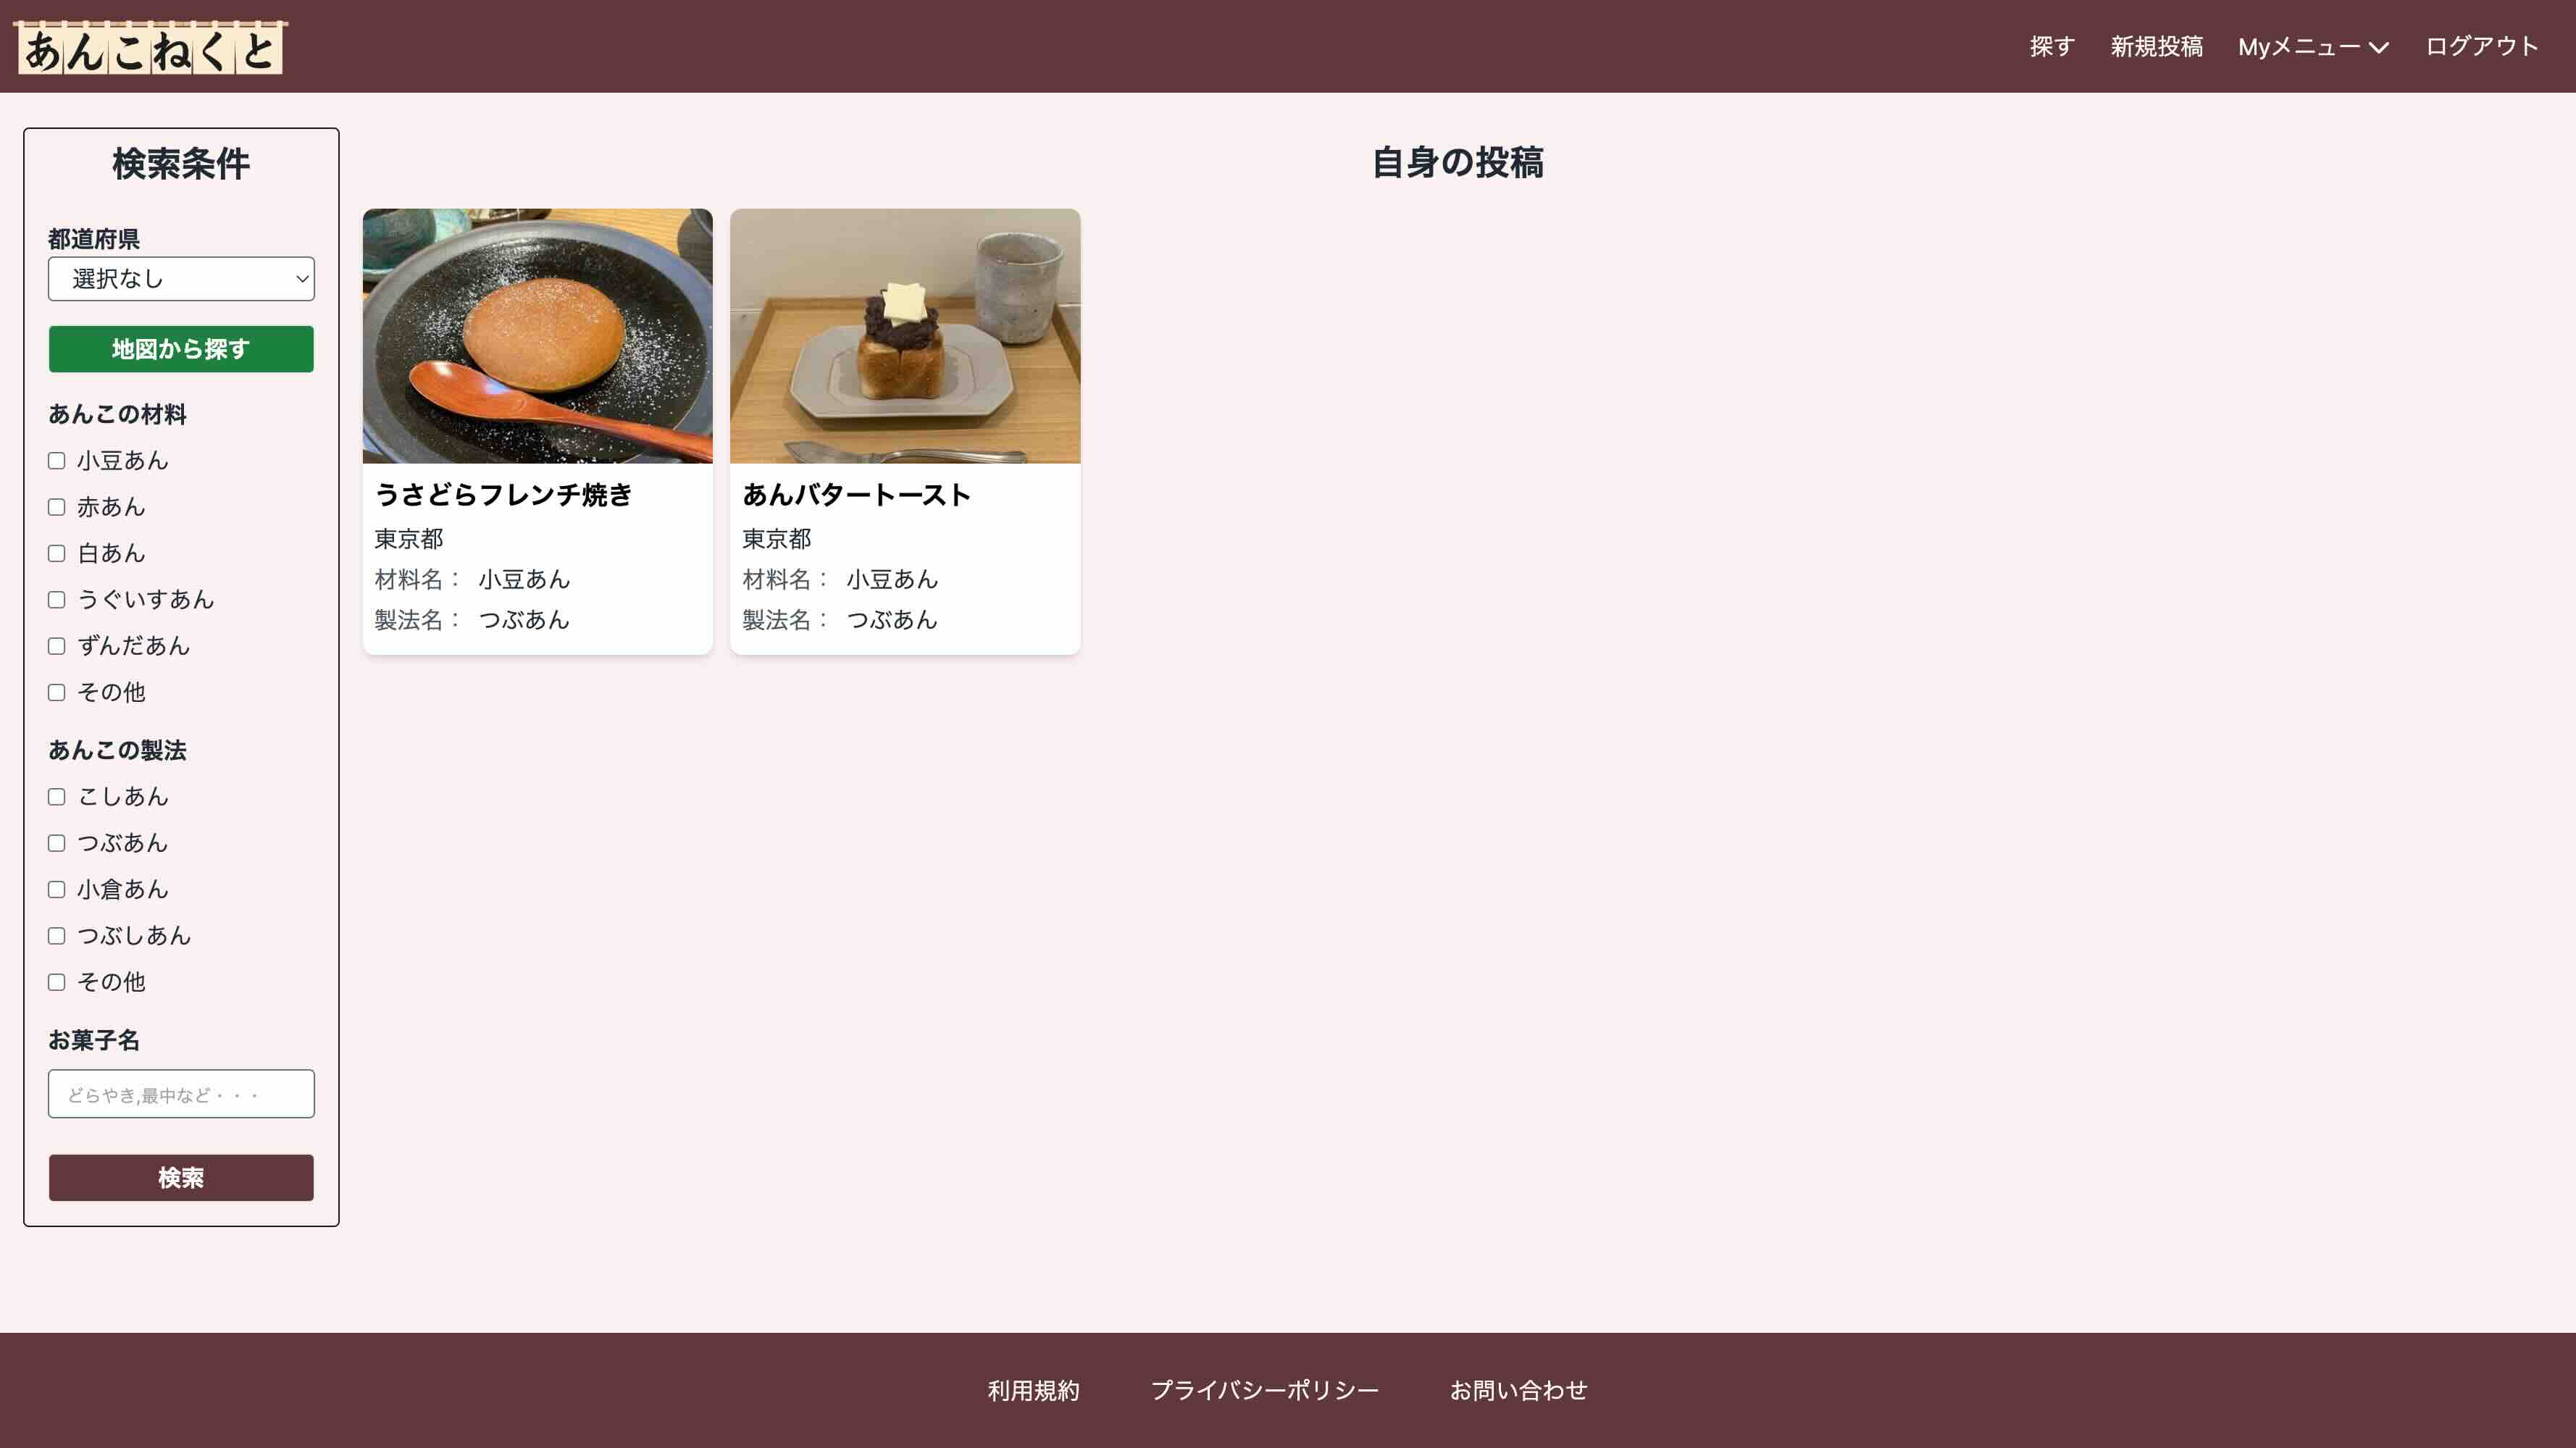 あんこねくと
探す 新規投稿 Myメニュー ログアウト
検索条件
都道府県
選択なし
地図から探す
あんこの材料
小豆あん
赤あん
白あん
うぐいすあん
ずんだあん
その他
あんこの製法
こしあん
つぶあん
小倉あん
つぶしあん
その他
お菓子名
どらやき,最中など・・・
検索
自身の投稿
うさどらフレンチ焼き
東京都
材料名： 小豆あん
製法名： つぶあん
あんバタートースト
東京都
材料名： 小豆あん
製法名： つぶあん
利用規約 プライバシーポリシー お問い合わせ